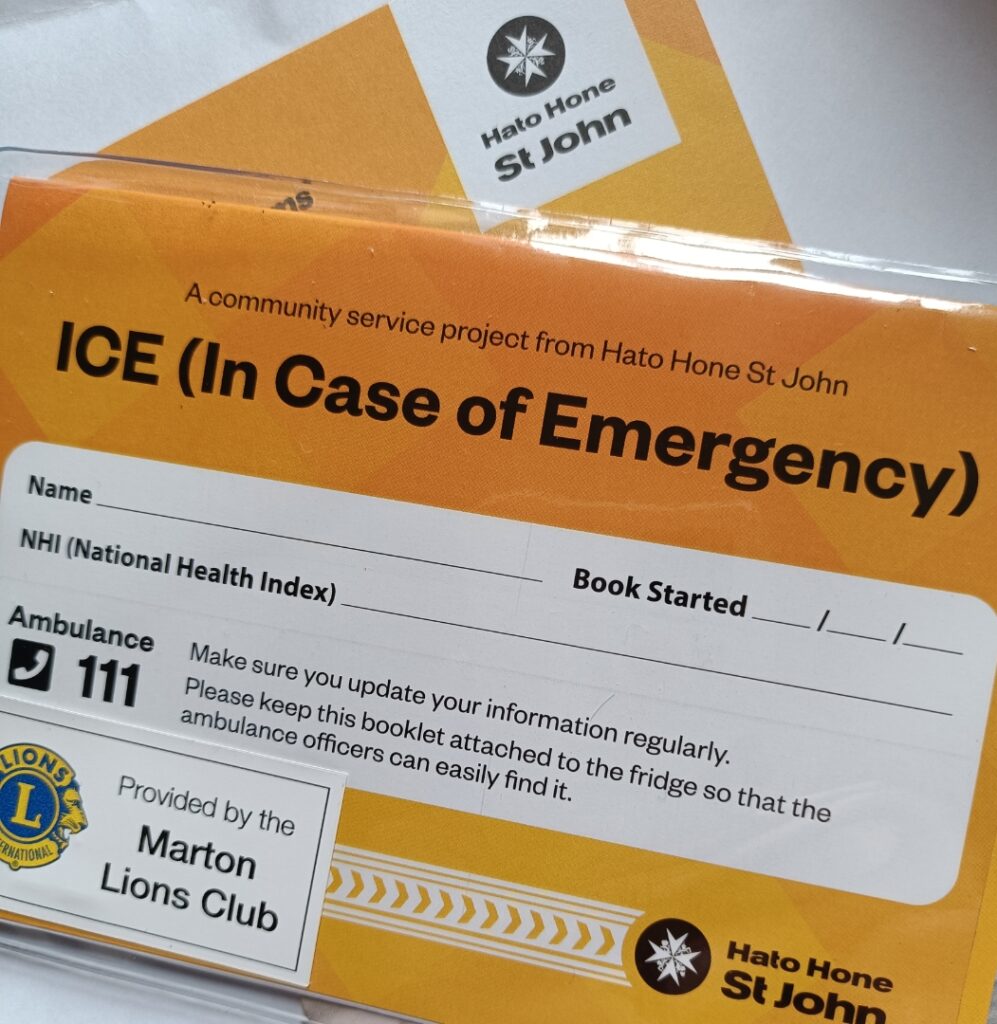 Hato Hone
St John
ms
A community service project from Hato Hone St John
ICE (In Case of Emergency)
Name
Book Started / /
NHI (National Health Index)
Ambulance
111
Make sure you update your information regularly.
Please keep this booklet attached to the fridge so that the
ambulance officers can easily find it.
LIONS
L
ERNATIONAL
Provided by the
Marton
Lions Club
Hato Hone
St John